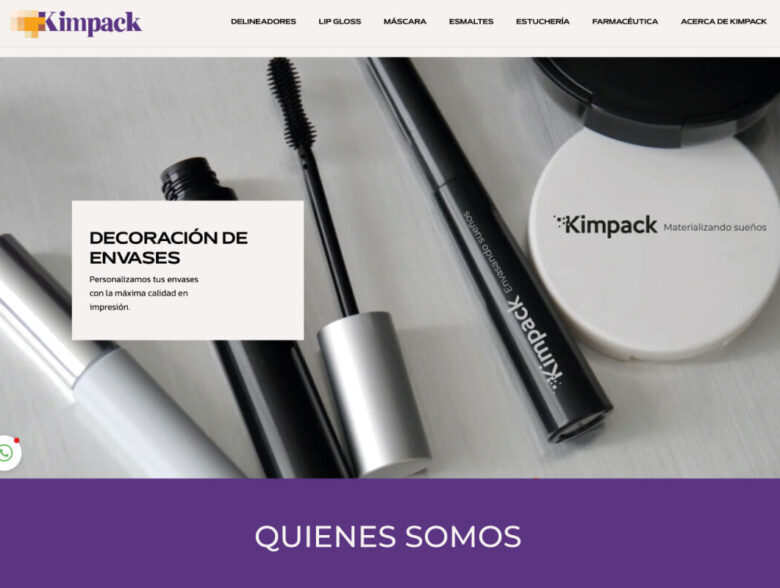 Kimpack
DELINEADORES
LIP GLOSS
MÁSCARA
ESMALTES
ESTUCHERÍA
FARMACÉUTICA
ACERCA DE KIMPACK
DECORACIÓN DE
ENVASES
Personalizamos tus envases
con la máxima calidad en
impresión.
Kimpack Envasando sueños
Kimpack Materializando sueños
QUIENES SOMOS